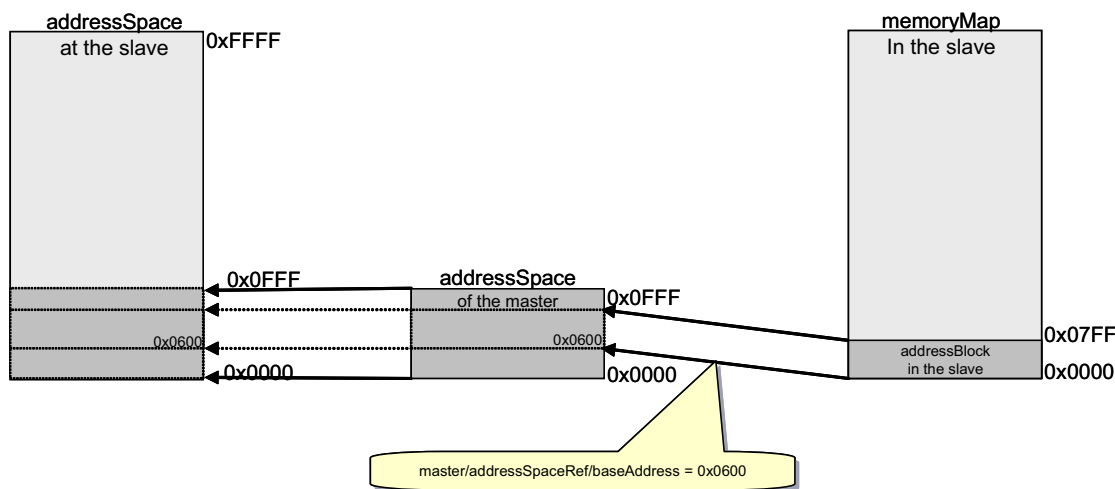 addressSpace
at the slave
0xFFFF
memoryMap
In the slave
0x0FFF
addressSpace
of the master
0x0FFF
0x0600
0x0600
0x07FF
addressBlock
in the slave
0x0000
0x0000
0x0000
master/addressSpaceRef/baseAddress = 0x0600